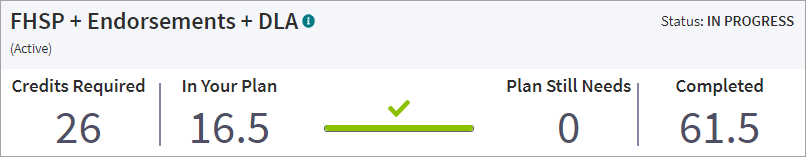 FHSP + Endorsements + DLA
Status: IN PROGRESS
(Active)
Credits Required
In Your Plan
Plan Still Needs
Completed
26
16.5
0
61.5